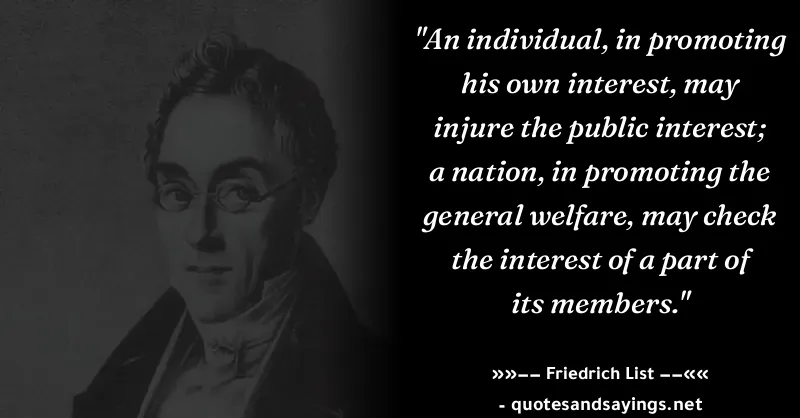 "An individual, in promoting
his own interest, may
injure the public interest;
a nation, in promoting the
general welfare, may check
the interest of a part of
its members."
»»−− Friedrich List −−««
- quotesandsayings.net